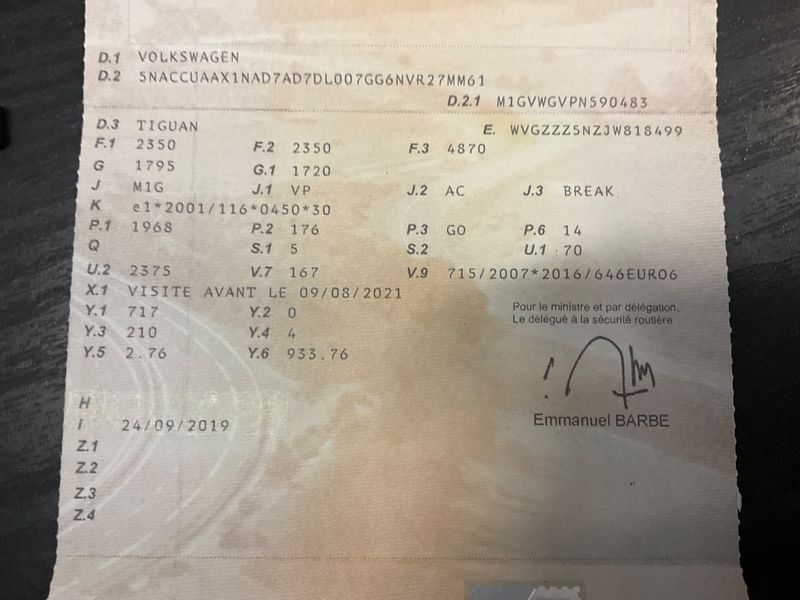 D.1 VOLKSWAGEN
D.2 5NACCUAAX1NAD7AD7DL007GG6NVR27MM61
D.2.1 M1GVWGVPN590483
D.3 TIGUAN E. WVGZZZ5NZJW818499
F.1 2350 F.2 2350 F.3 4870
G 1795 G.1 1720
J M1G J.1 VP J.2 AC J.3 BREAK
K e1*2001/116*0450*30
P.1 1968 P.2 176 P.3 GO P.6 14
Q S.1 5 S.2 U.1 70
U.2 2375 V.7 167 V.9 715/2007*2016/646EURO6
X.1 VISITE AVANT LE 09/08/2021
Y.1 717 Y.2 0
Y.3 210 Y.4 4
Y.5 2.76 Y.6 933.76
Pour le ministre et par délégation,
Le délégué à la sécurité routière
Emmanuel BARBE
H
I 24/09/2019
Z.1
Z.2
Z.3
Z.4